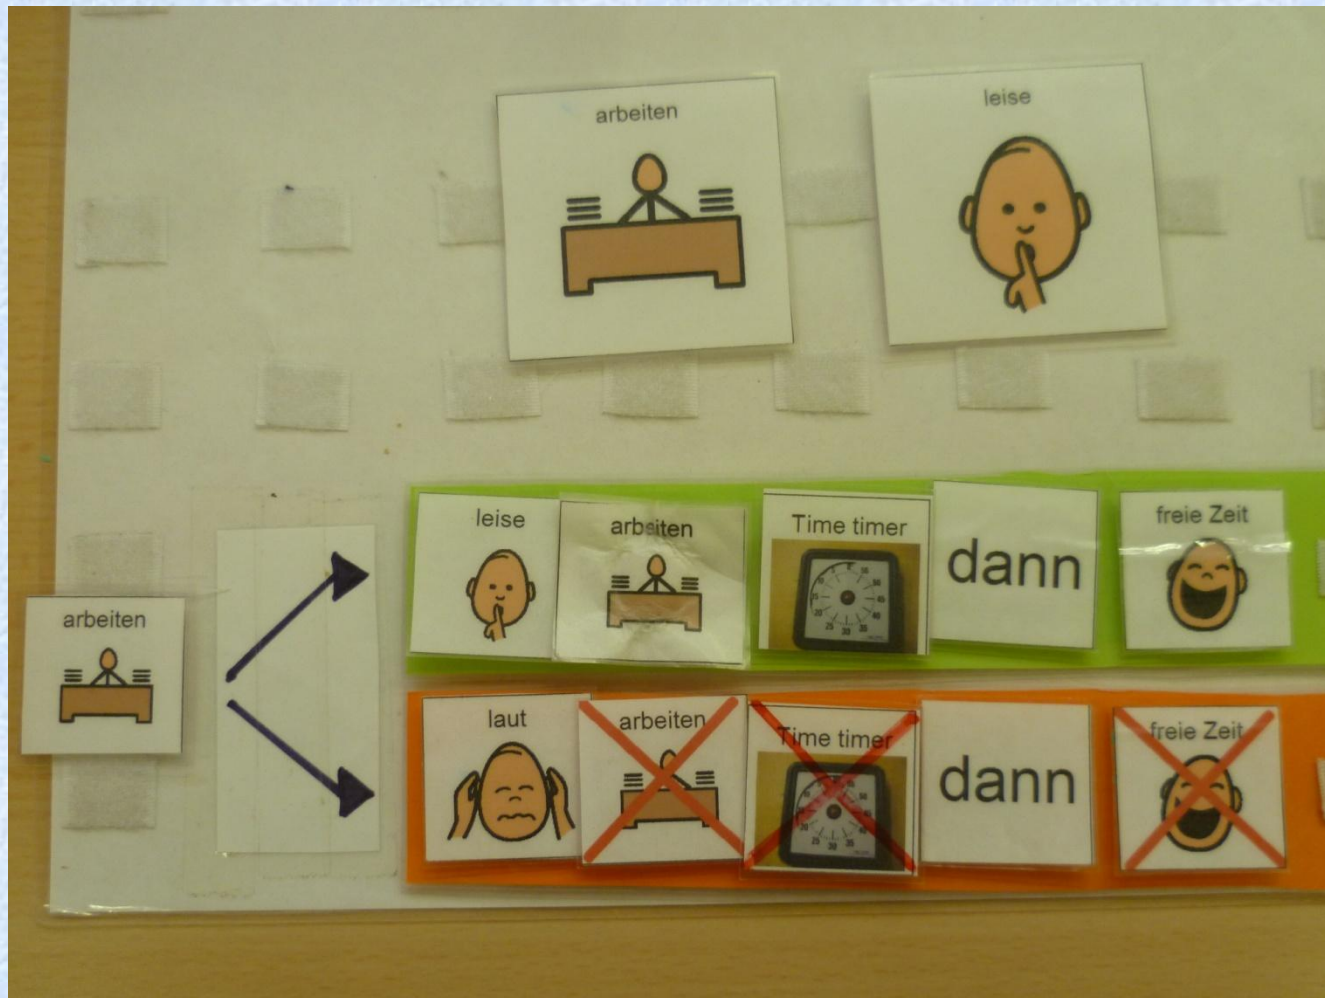 arbeiten
leise
leise
arbeiten
Time timer
dann
freie Zeit
arbeiten
laut
arbeiten
Time timer
dann
freie Zeit